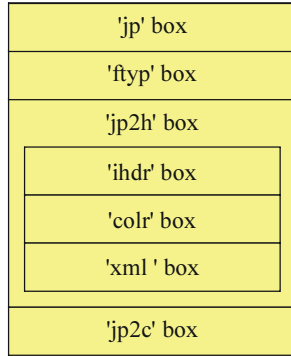 'jp' box
'ftyp' box
'jp2h' box
'ihdr' box
'colr' box
'xml ' box
'jp2c' box